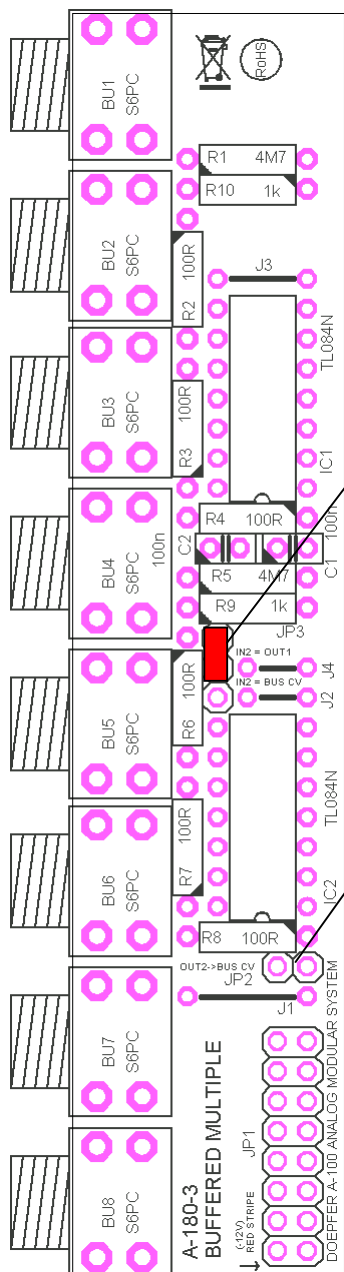 BU1
S6PC
RoHS
R1 4M7
R10 1k
BU2
S6PC
100R
R2
J3
TL084N
BU3
S6PC
100R
R3
IC1
BU4
S6PC
100n
R4 100R
C2
100n
C1
R5 4M7
R9 1k
JP3
IN2 = OUT1
IN2 = BUS CV
J4
J2
BU5
S6PC
100R
R6
TL084N
BU6
S6PC
100R
R7
IC2
R8 100R
OUT2->BUS CV
JP2
J1
BU7
S6PC
BU8
S6PC
A-180-3
BUFFERED MULTIPLE
JP1
(-12V)
RED STRIPE
DOEPFER A-100 ANALOG MODULAR SYSTEM